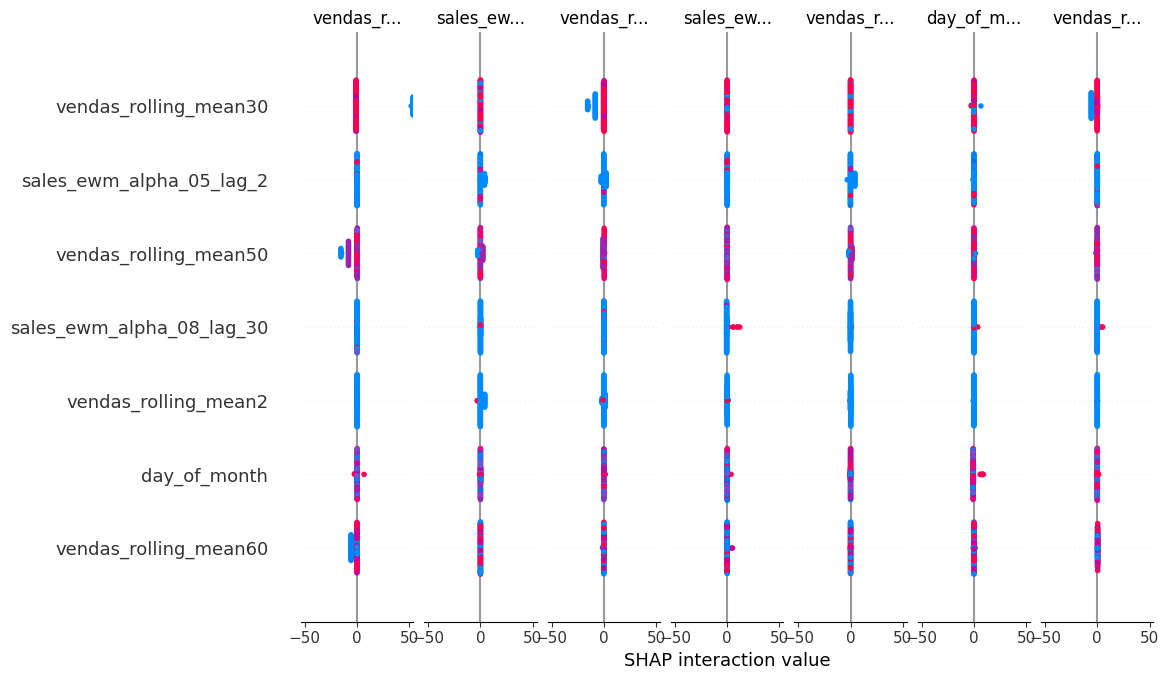 vendas_r... sales_ew... vendas_r... sales_ew... vendas_r... day_of_m... vendas_r...
vendas_rolling_mean30
sales_ewm_alpha_05_lag_2
vendas_rolling_mean50
sales_ewm_alpha_08_lag_30
vendas_rolling_mean2
day_of_month
vendas_rolling_mean60
−50 0 50 −50 0 50 −50 0 50 −50 0 50 −50 0 50 −50 0 50 −50 0 50
SHAP interaction value